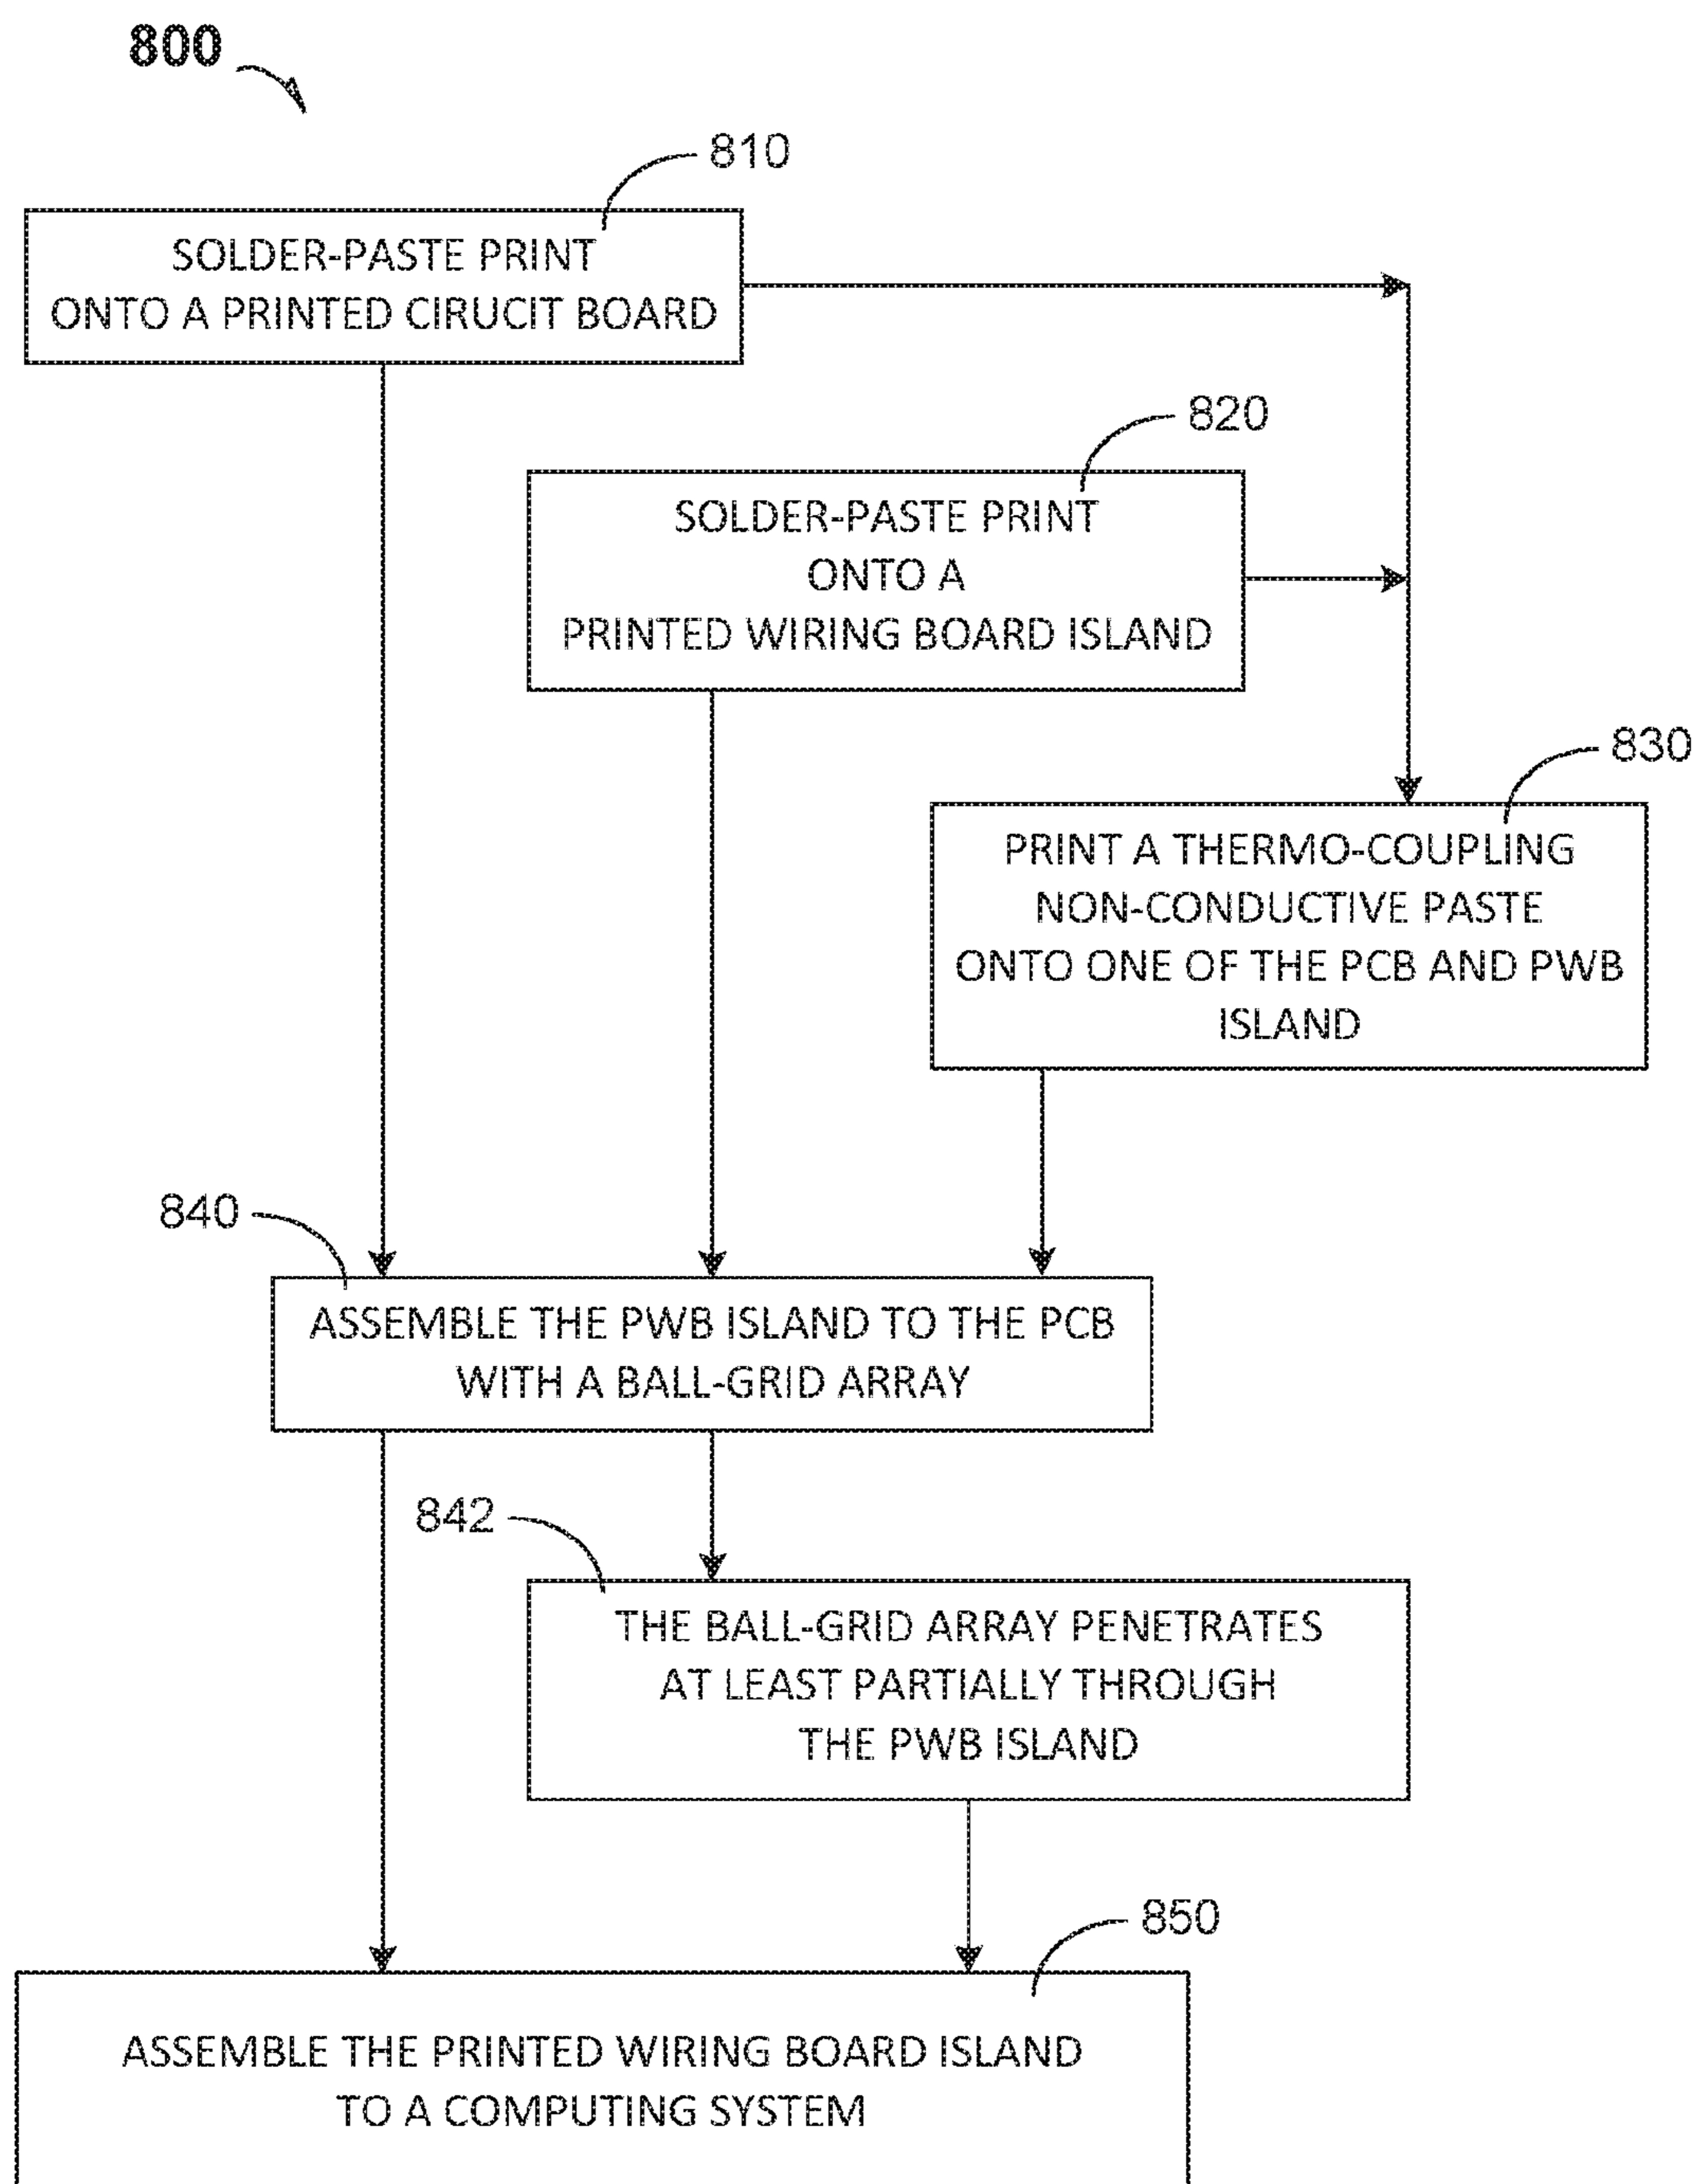 800
810
SOLDER-PASTE PRINT
ONTO A PRINTED CIRUCIT BOARD
820
SOLDER-PASTE PRINT
ONTO A
PRINTED WIRING BOARD ISLAND
830
PRINT A THERMO-COUPLING
NON-CONDUCTIVE PASTE
ONTO ONE OF THE PCB AND PWB
ISLAND
840
ASSEMBLE THE PWB ISLAND TO THE PCB
WITH A BALL-GRID ARRAY
842
THE BALL-GRID ARRAY PENETRATES
AT LEAST PARTIALLY THROUGH
THE PWB ISLAND
850
ASSEMBLE THE PRINTED WIRING BOARD ISLAND
TO A COMPUTING SYSTEM